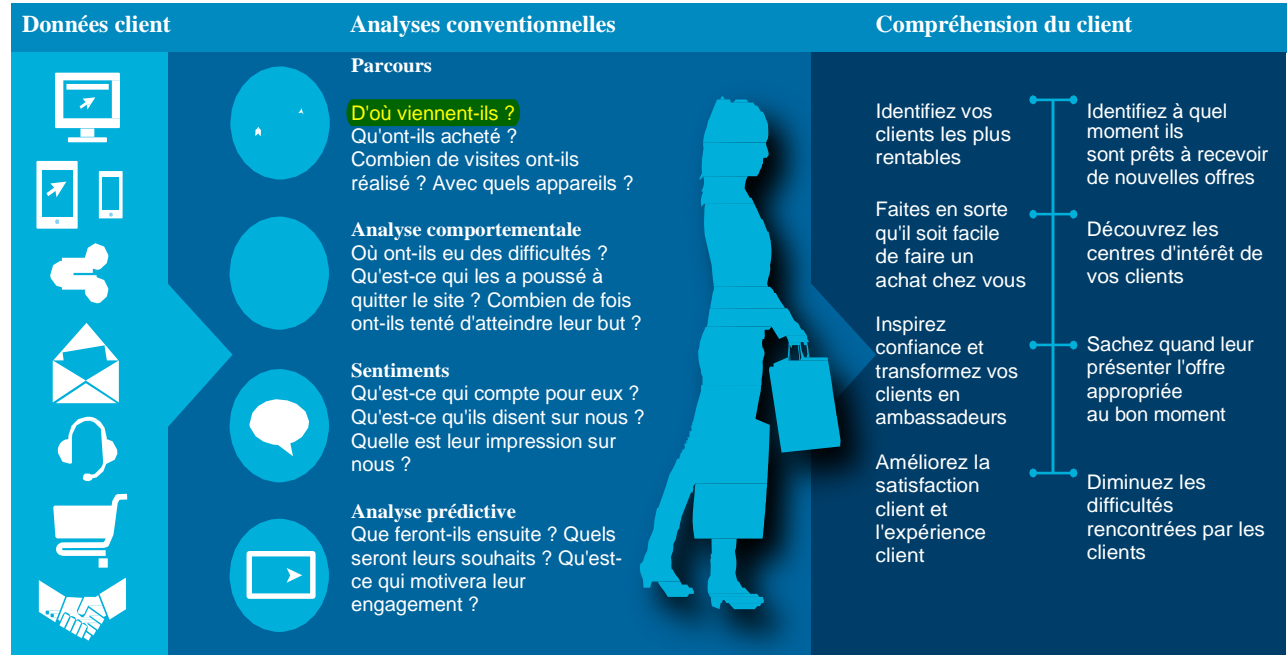 Données client
Analyses conventionnelles
Compréhension du client
Parcours
D'où viennent-ils ?
Qu'ont-ils acheté ?
Combien de visites ont-ils
réalisé ? Avec quels appareils ?
Analyse comportementale
Où ont-ils eu des difficultés ?
Qu'est-ce qui les a poussé à
quitter le site ? Combien de fois
ont-ils tenté d'atteindre leur but ?
Sentiments
Qu'est-ce qui compte pour eux ?
Qu'est-ce qu'ils disent sur nous ?
Quelle est leur impression sur
nous ?
Analyse prédictive
Que feront-ils ensuite ? Quels
seront leurs souhaits ? Qu'est-
ce qui motivera leur
engagement ?
Identifiez vos
clients les plus
rentables
Identifiez à quel
moment ils
sont prêts à recevoir
de nouvelles offres
Faites en sorte
qu'il soit facile
de faire un
achat chez vous
Découvrez les
centres d'intérêt de
vos clients
Inspirez
confiance et
transformez vos
clients en
ambassadeurs
Sachez quand leur
présenter l'offre
appropriée
au bon moment
Améliorez la
satisfaction
client et
l'expérience
client
Diminuez les
difficultés
rencontrées par les
clients